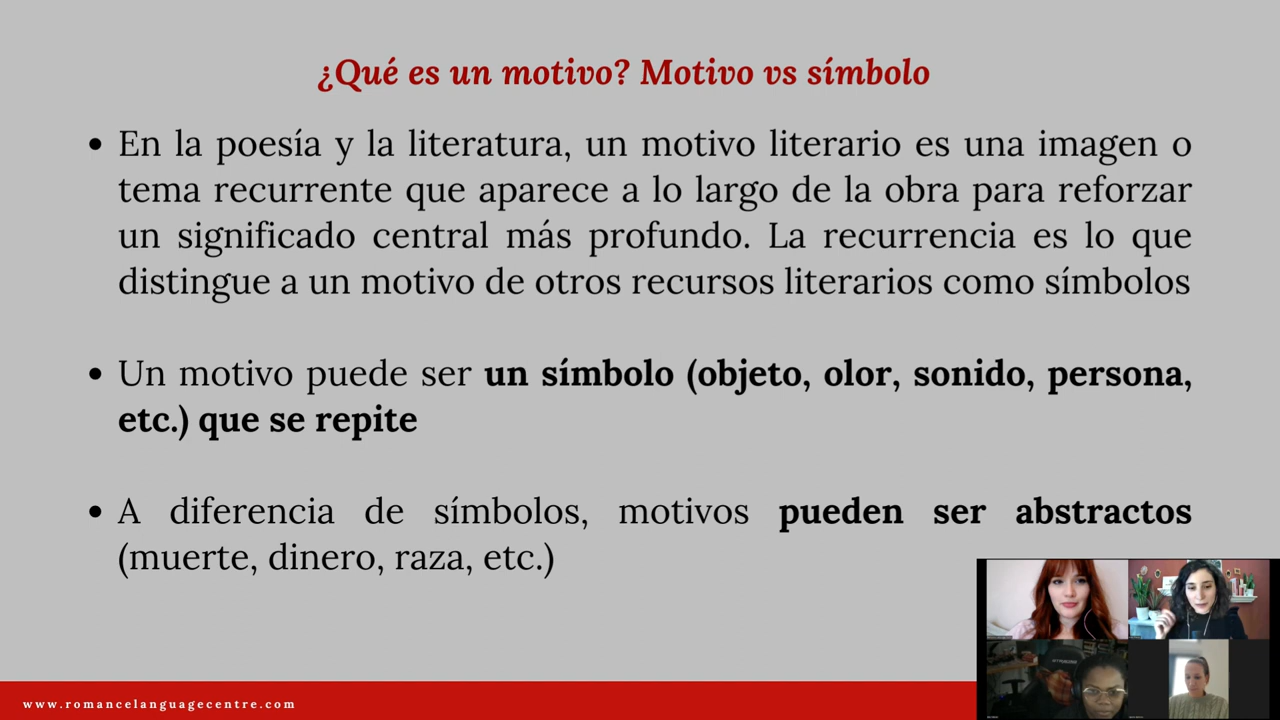 ¿Qué es un motivo? Motivo vs símbolo
• En la poesía y la literatura, un motivo literario es una imagen o
tema recurrente que aparece a lo largo de la obra para reforzar
un significado central más profundo. La recurrencia es lo que
distingue a un motivo de otros recursos literarios como símbolos
• Un motivo puede ser un símbolo (objeto, olor, sonido, persona,
etc.) que se repite
• A diferencia de símbolos, motivos pueden ser abstractos
(muerte, dinero, raza, etc.)
www.romancelanguagecentre.com